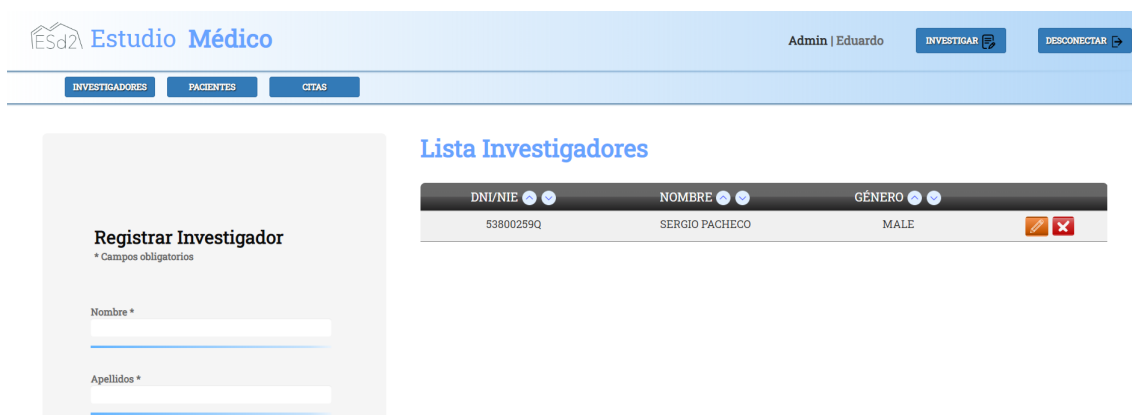 ESd2
Estudio Médico
Admin | Eduardo
INVESTIGAR
DESCONECTAR
INVESTIGADORES
PACIENTES
CITAS
Registrar Investigador
* Campos obligatorios
Nombre *
Apellidos *
Lista Investigadores
DNI/NIE NOMBRE GÉNERO
53800259Q SERGIO PACHECO MALE